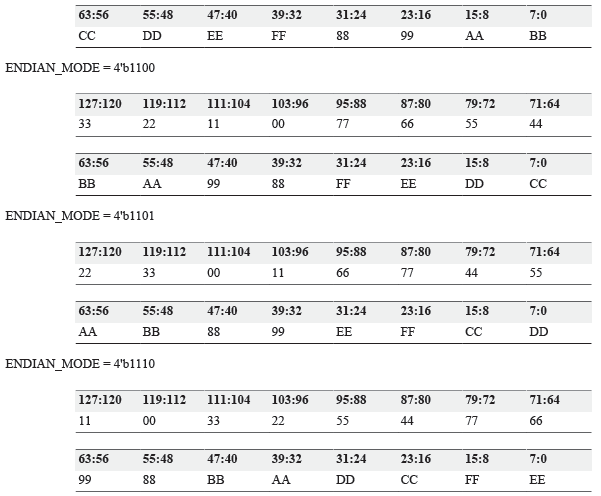 63:56 55:48 47:40 39:32 31:24 23:16 15:8 7:0
CC DD EE FF 88 99 AA BB
ENDIAN_MODE = 4'b1100
127:120 119:112 111:104 103:96 95:88 87:80 79:72 71:64
33 22 11 00 77 66 55 44
63:56 55:48 47:40 39:32 31:24 23:16 15:8 7:0
BB AA 99 88 FF EE DD CC
ENDIAN_MODE = 4'b1101
127:120 119:112 111:104 103:96 95:88 87:80 79:72 71:64
22 33 00 11 66 77 44 55
63:56 55:48 47:40 39:32 31:24 23:16 15:8 7:0
AA BB 88 99 EE FF CC DD
ENDIAN_MODE = 4'b1110
127:120 119:112 111:104 103:96 95:88 87:80 79:72 71:64
11 00 33 22 55 44 77 66
63:56 55:48 47:40 39:32 31:24 23:16 15:8 7:0
99 88 BB AA DD CC FF EE